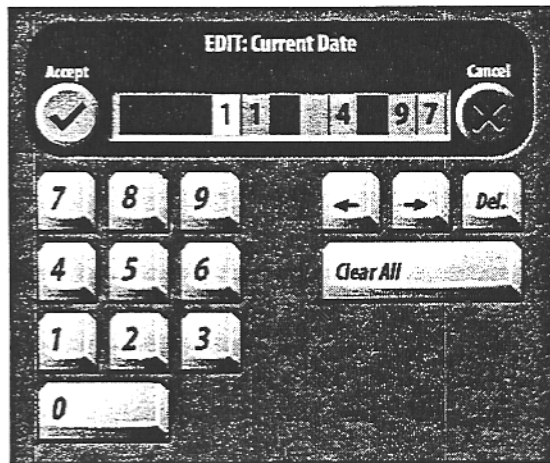 EDIT: Current Date
Accept
Cancel
1 1 4 9 7
7 8 9 ← → Del.
4 5 6 Clear All
1 2 3
0